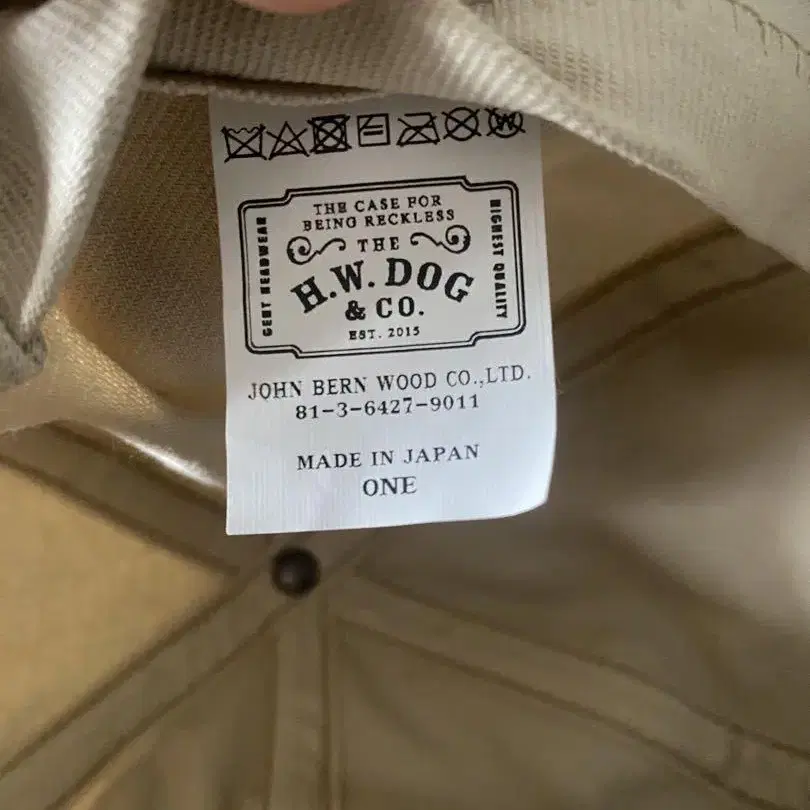 THE CASE FOR
BEING RECKLESS
THE
H.W. DOG
& CO.
EST. 2015
GENT HEADWEAR
HIGHEST QUALITY
JOHN BERN WOOD CO.,LTD.
81-3-6427-9011
MADE IN JAPAN
ONE